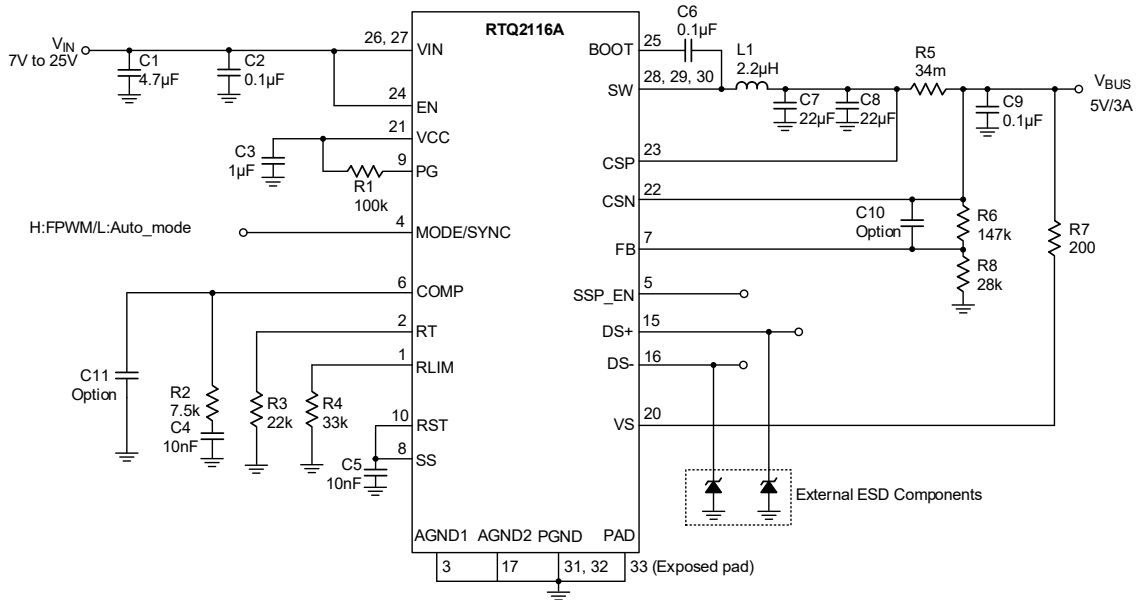 RTQ2116A
V_IN
7V to 25V
C1
4.7µF
C2
0.1µF
26, 27
VIN
24
EN
21
VCC
C3
1µF
9
PG
R1
100k
H:FPWM/L:Auto_mode
4
MODE/SYNC
6
COMP
2
RT
1
RLIM
C11
Option
R2
7.5k
C4
10nF
R3
22k
R4
33k
10
RST
8
SS
C5
10nF
BOOT
25
C6
0.1µF
SW
28, 29, 30
L1
2.2µH
C7
22µF
C8
22µF
R5
34m
C9
0.1µF
V_BUS
5V/3A
CSP
23
CSN
22
C10
Option
R6
147k
R7
200
FB
7
R8
28k
SSP_EN
5
DS+
15
DS-
16
VS
20
External ESD Components
AGND1
AGND2
PGND
PAD
3
17
31, 32
33 (Exposed pad)